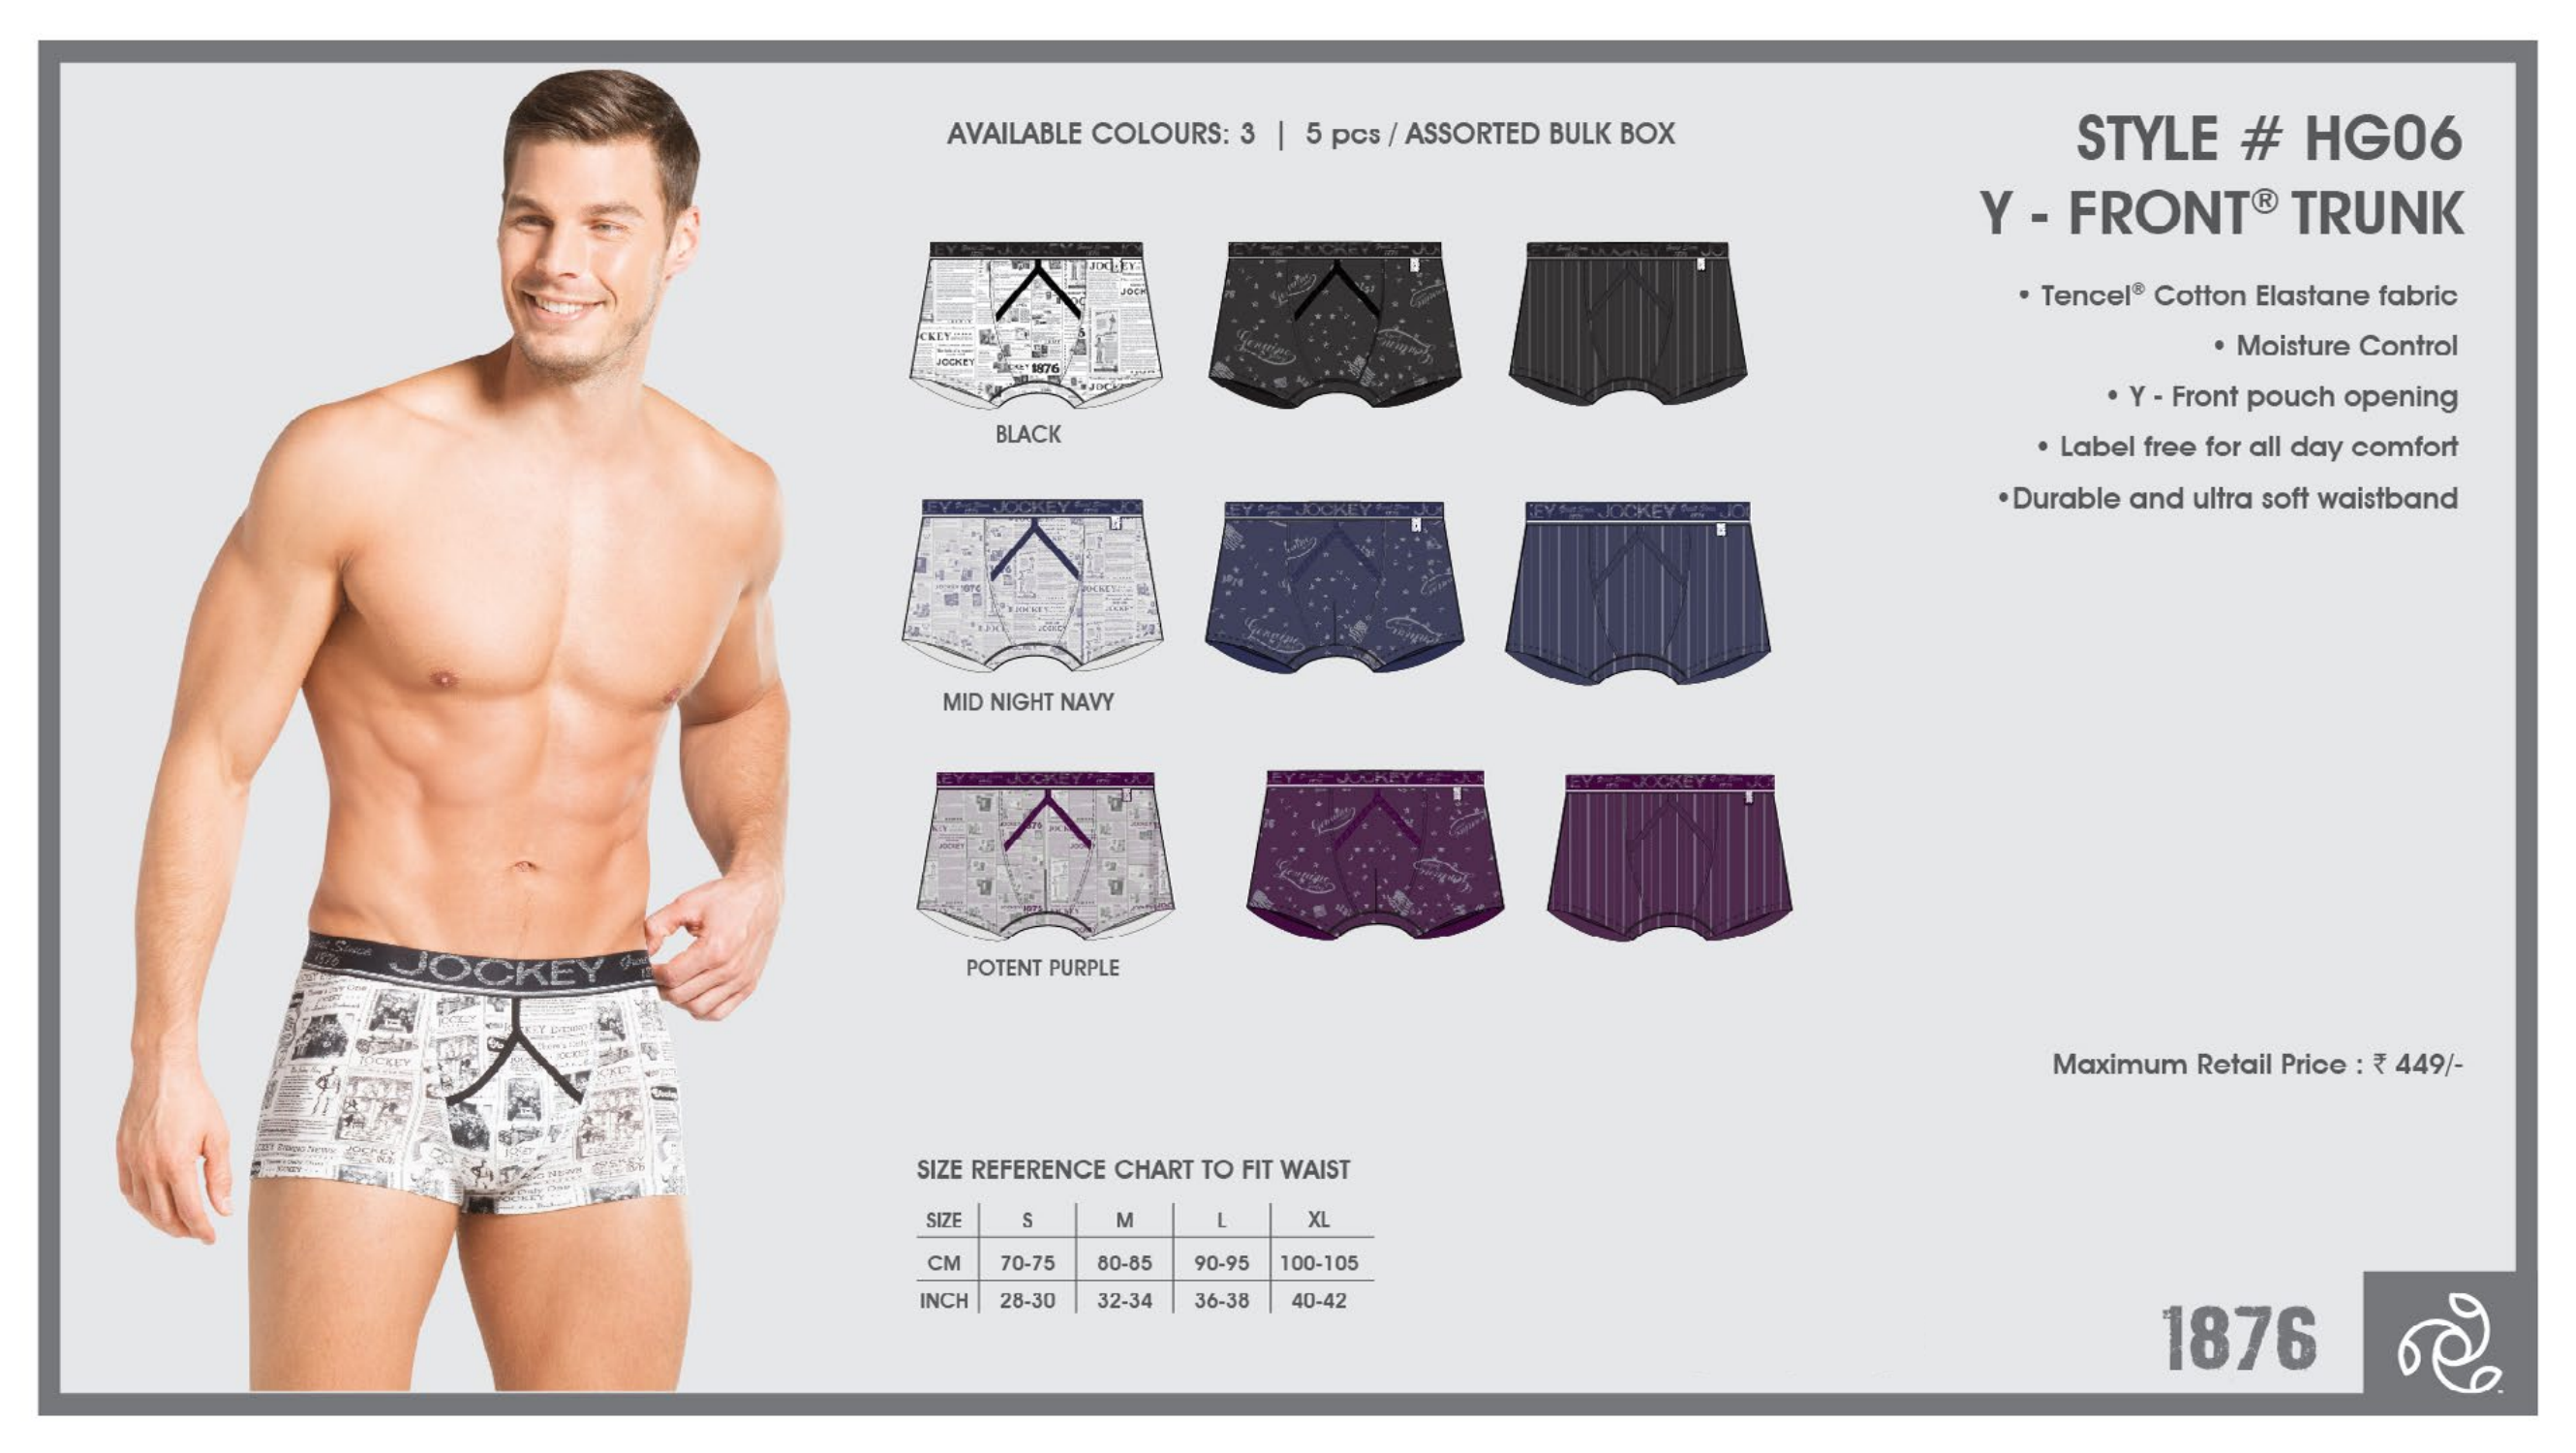 AVAILABLE COLOURS: 3 | 5 pcs / ASSORTED BULK BOX
STYLE # HG06
Y - FRONT® TRUNK
• Tencel® Cotton Elastane fabric
• Moisture Control
• Y - Front pouch opening
• Label free for all day comfort
• Durable and ultra soft waistband
BLACK
MID NIGHT NAVY
POTENT PURPLE
JOCKEY
Maximum Retail Price : ₹ 449/-
SIZE REFERENCE CHART TO FIT WAIST
SIZE S M L XL
CM 70-75 80-85 90-95 100-105
INCH 28-30 32-34 36-38 40-42
1876